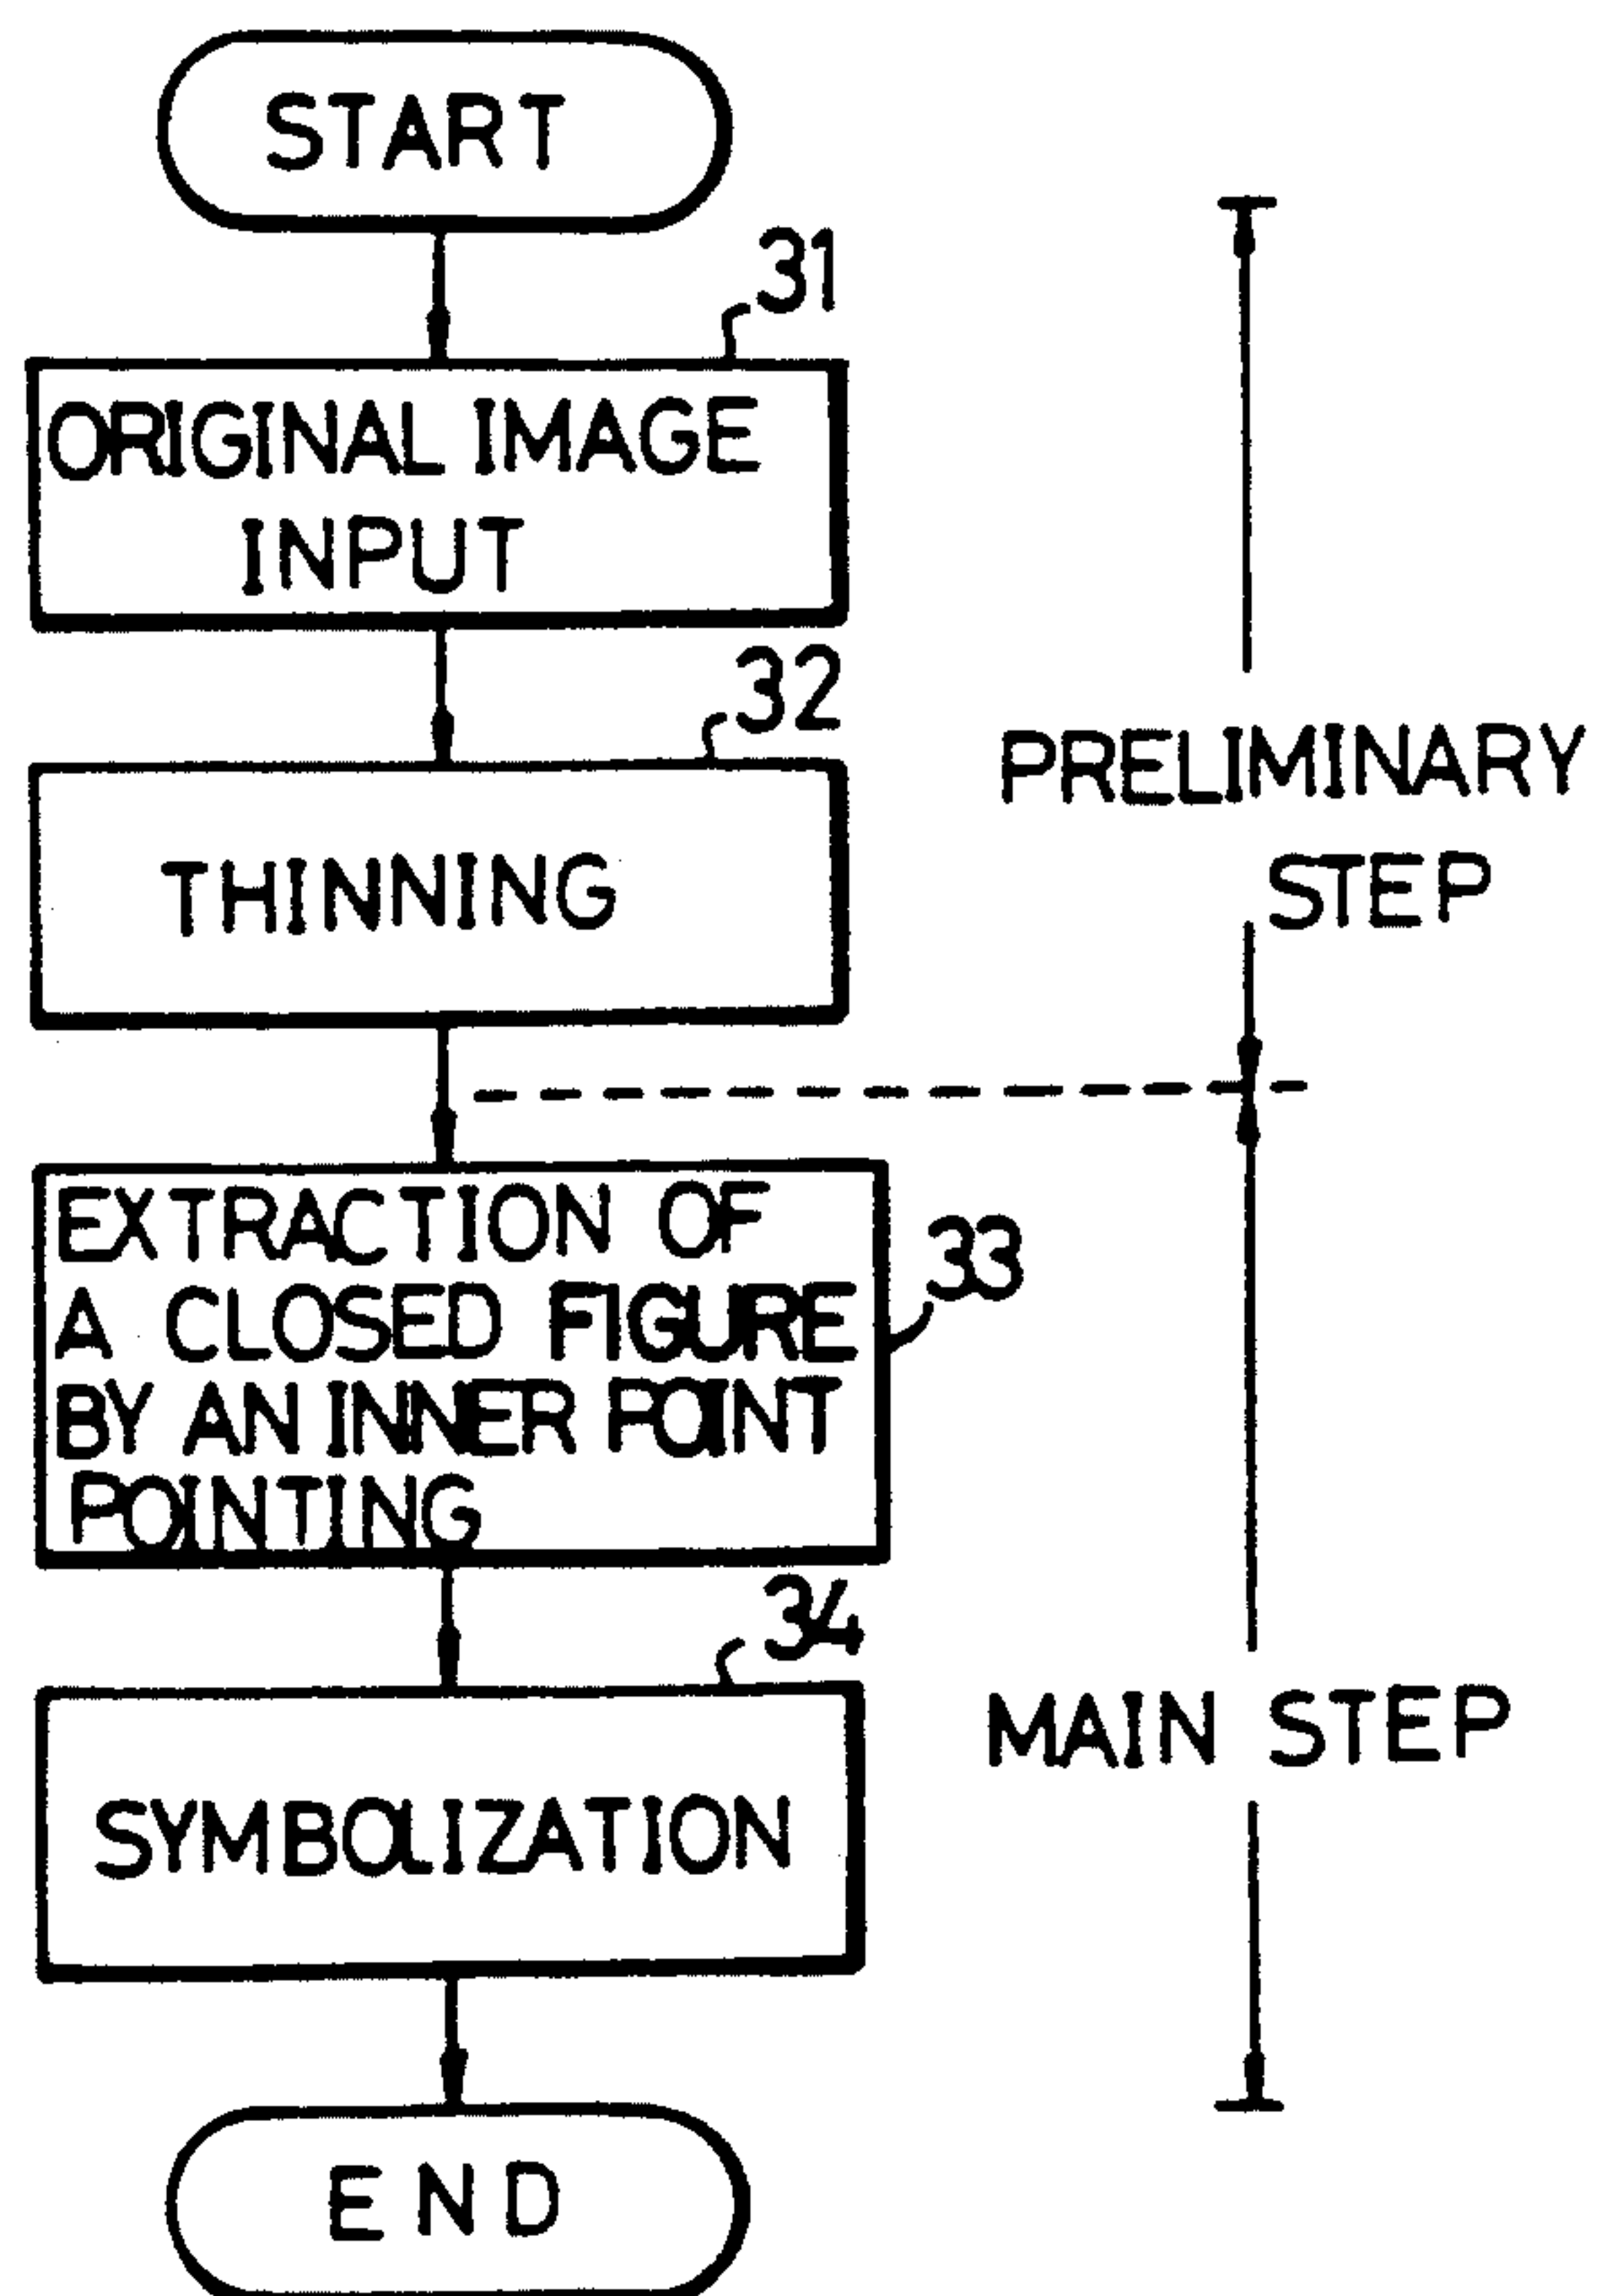 START
31
ORIGINAL IMAGE
INPUT
32
PRELIMINARY
STEP
THINNING
EXTRACTION OF
A CLOSED FIGURE
BY AN INNER POINT
POINTING
33
34
MAIN STEP
SYMBOLIZATION
END